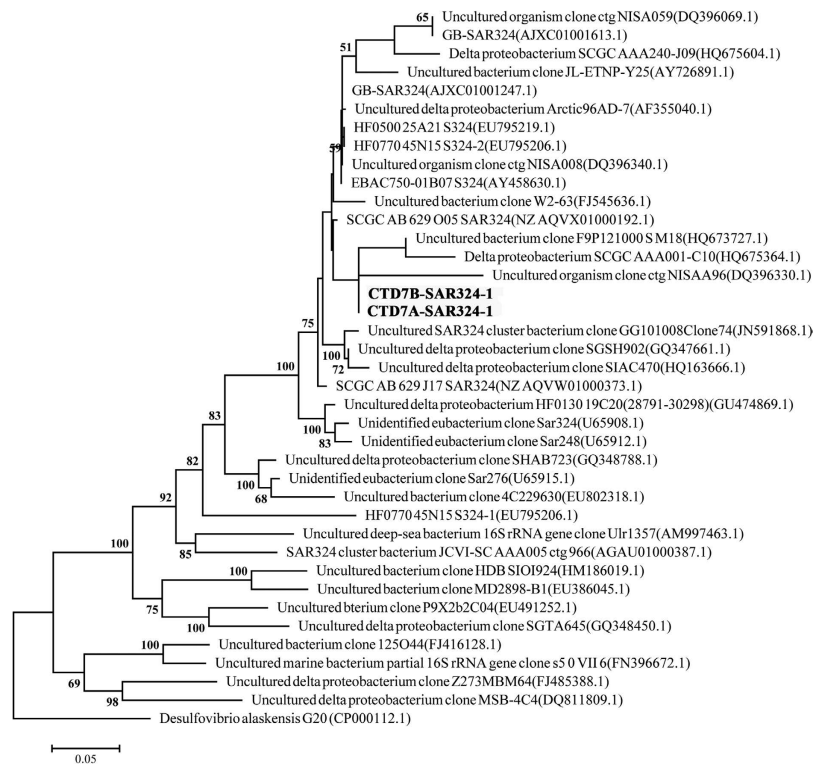 65
Uncultured organism clone ctg NISA059(DQ396069.1)
GB-SAR324(AJXC01001613.1)
51
Delta proteobacterium SCGC AAA240-J09(HQ675604.1)
Uncultured bacterium clone JL-ETNP-Y25(AY726891.1)
GB-SAR324(AJXC01001247.1)
Uncultured delta proteobacterium Arctic96AD-7(AF355040.1)
HF050025A21 S324(EU795219.1)
59
HF077045N15 S324-2(EU795206.1)
Uncultured organism clone ctg NISA008(DQ396340.1)
EBAC750-01B07 S324(AY458630.1)
Uncultured bacterium clone W2-63(FJ545636.1)
SCGC AB 629 O05 SAR324(NZ AQVX01000192.1)
Uncultured bacterium clone F9P121000 S M18(HQ673727.1)
Delta proteobacterium SCGC AAA001-C10(HQ675364.1)
Uncultured organism clone ctg NISAA96(DQ396330.1)
CTD7B-SAR324-1
CTD7A-SAR324-1
75
Uncultured SAR324 cluster bacterium clone GG101008Clone74(JN591868.1)
100
Uncultured delta proteobacterium clone SGSH902(GQ347661.1)
72
Uncultured delta proteobacterium clone SIAC470(HQ163666.1)
100
SCGC AB 629 J17 SAR324(NZ AQVW01000373.1)
Uncultured delta proteobacterium HF0130 19C20(28791-30298)(GU474869.1)
100
Unidentified eubacterium clone Sar324(U65908.1)
83
Unidentified eubacterium clone Sar248(U65912.1)
83
Uncultured delta proteobacterium clone SHAB723(GQ348788.1)
100
Unidentified eubacterium clone Sar276(U65915.1)
68
Uncultured bacterium clone 4C229630(EU802318.1)
82
HF077045N15 S324-1(EU795206.1)
92
Uncultured deep-sea bacterium 16S rRNA gene clone Ulr1357(AM997463.1)
85
SAR324 cluster bacterium JCVI-SC AAA005 ctg966(AGAU01000387.1)
100
100
Uncultured bacterium clone HDB SIOI924(HM186019.1)
Uncultured bacterium clone MD2898-B1(EU386045.1)
75
Uncultured bterium clone P9X2b2C04(EU491252.1)
100
Uncultured delta proteobacterium clone SGTA645(GQ348450.1)
100
Uncultured bacterium clone 125O44(FJ416128.1)
Uncultured marine bacterium partial 16S rRNA gene clone s5 0 VII 6(FN396672.1)
69
Uncultured delta proteobacterium clone Z273MBM64(FJ485388.1)
98
Uncultured delta proteobacterium clone MSB-4C4(DQ811809.1)
Desulfovibrio alaskensis G20(CP000112.1)
0.05